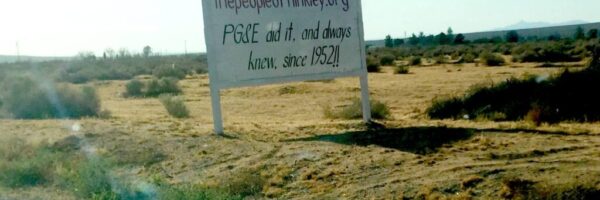 thepeopleofhinkley.org
PG&E did it, and always
knew, since 1952!!